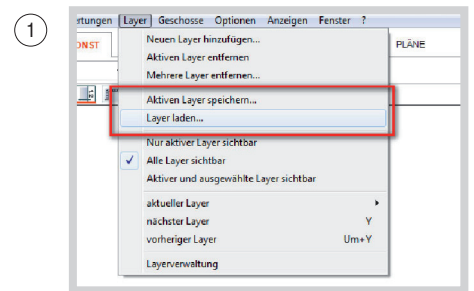 1
rtungen Layer Geschosse Optionen Anzeigen Fenster ?
ONST
PLÄNE
Neuen Layer hinzufügen...
Aktiven Layer entfernen
Mehrere Layer entfernen...
Aktiven Layer speichern...
Layer laden...
Nur aktiver Layer sichtbar
Alle Layer sichtbar
Aktiver und ausgewählte Layer sichtbar
aktueller Layer
nächster Layer Y
vorheriger Layer Um+Y
Layerverwaltung